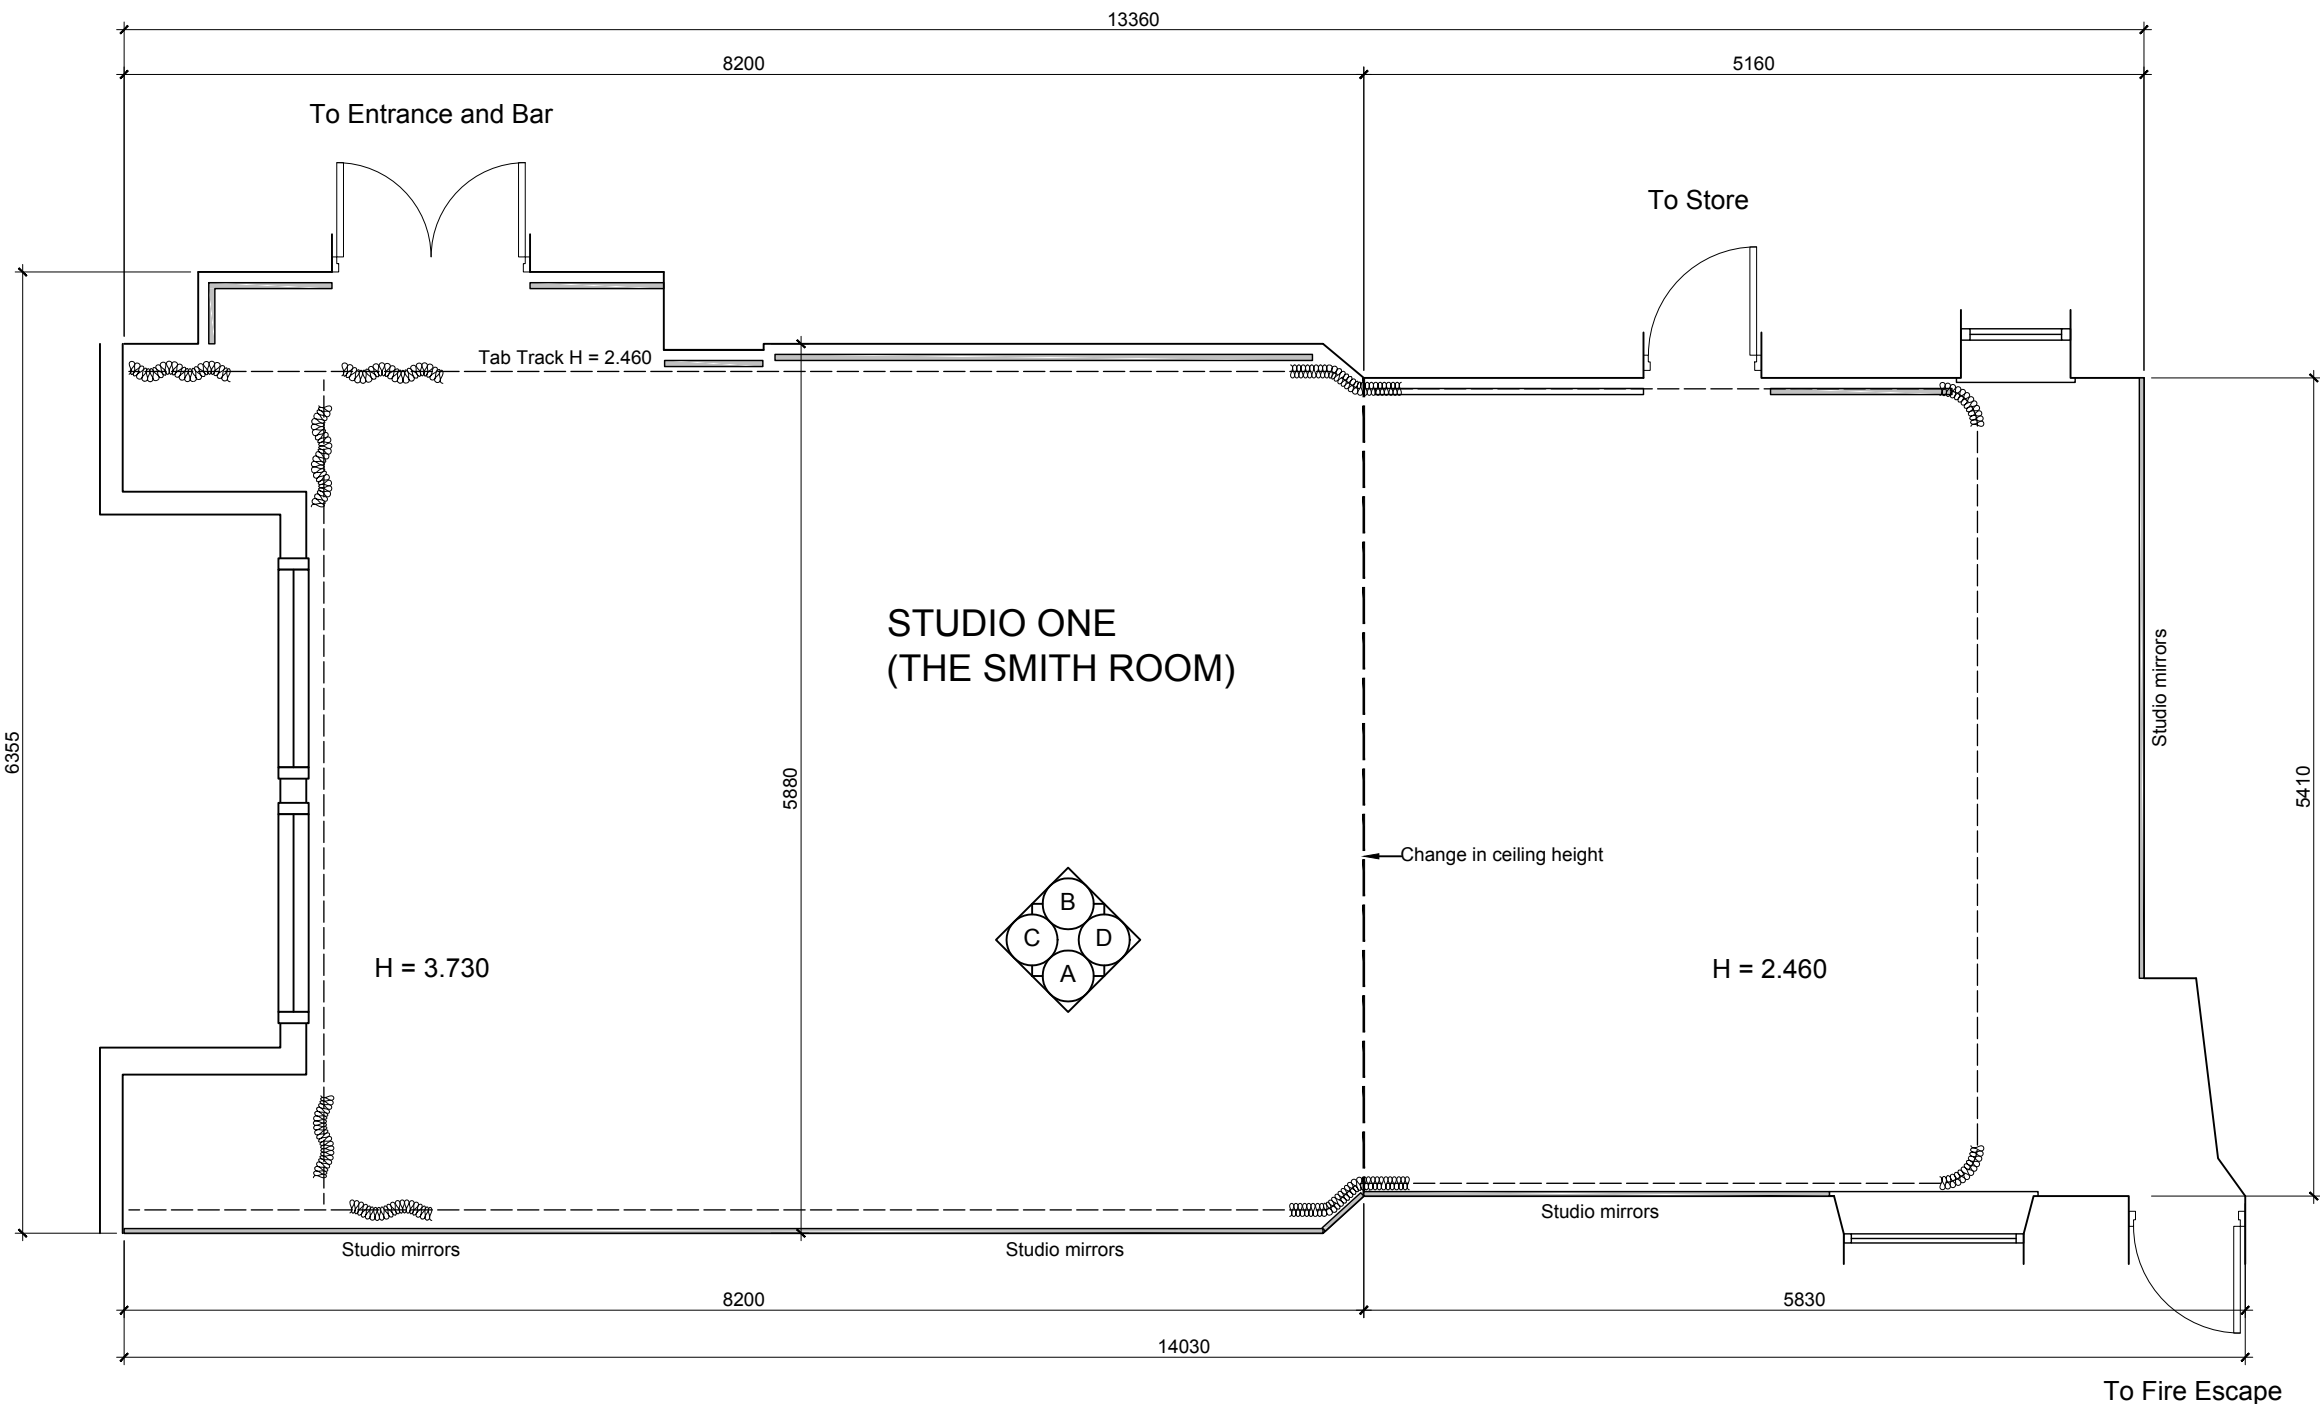 13360
8200
5160
To Entrance and Bar
To Store
Tab Track H = 2.460
STUDIO ONE
(THE SMITH ROOM)
Studio mirrors
6355
5880
5410
Change in ceiling height
B
C
D
A
H = 3.730
H = 2.460
Studio mirrors
Studio mirrors
Studio mirrors
8200
5830
14030
To Fire Escape